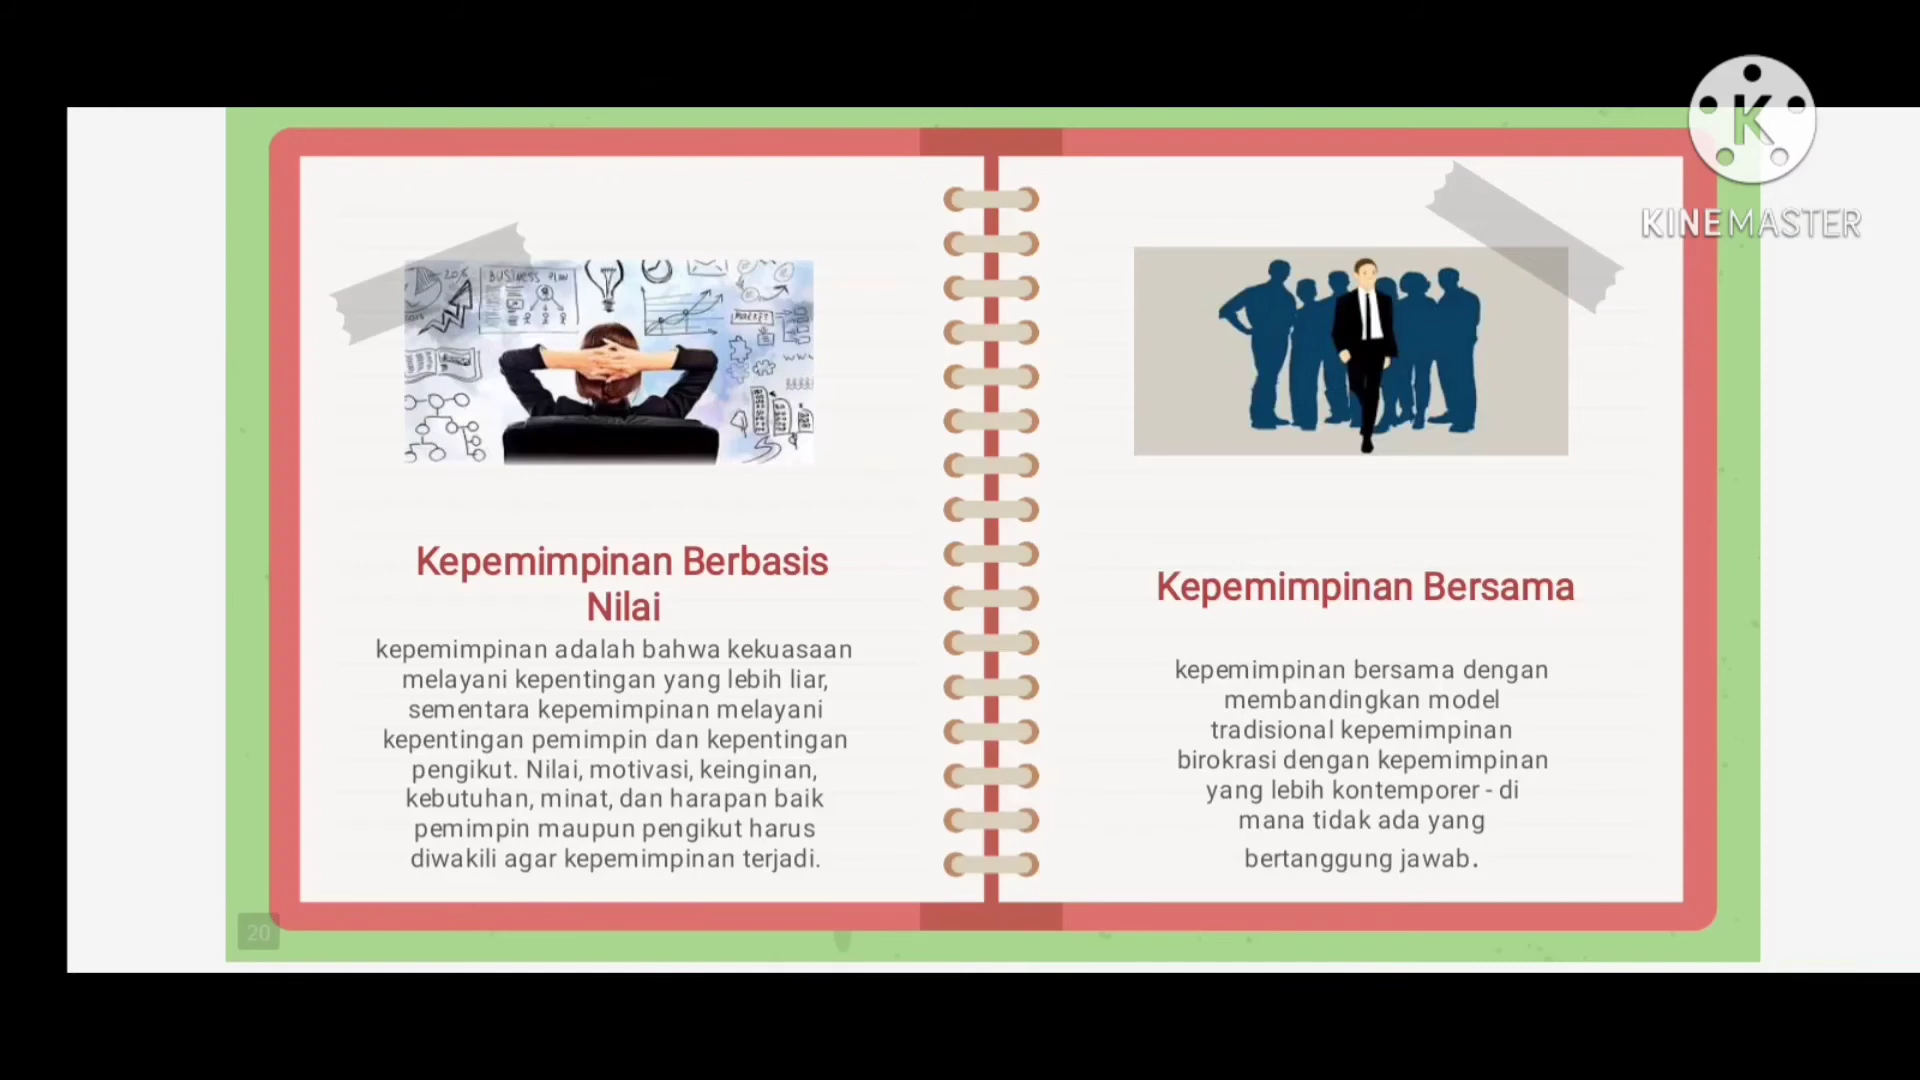 KINEMASTER
BUSINESS PLAN
MARKET
Kepemimpinan Berbasis
Nilai
kepemimpinan adalah bahwa kekuasaan
melayani kepentingan yang lebih liar,
sementara kepemimpinan melayani
kepentingan pemimpin dan kepentingan
pengikut. Nilai, motivasi, keinginan,
kebutuhan, minat, dan harapan baik
pemimpin maupun pengikut harus
diwakili agar kepemimpinan terjadi.
Kepemimpinan Bersama
kepemimpinan bersama dengan
membandingkan model
tradisional kepemimpinan
birokrasi dengan kepemimpinan
yang lebih kontemporer - di
mana tidak ada yang
bertanggung jawab.
20